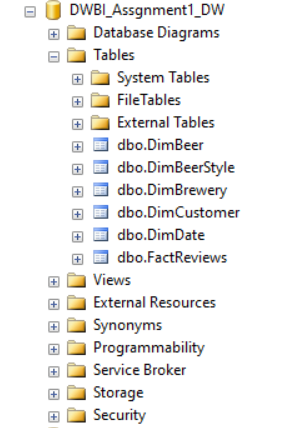 DWBI_Assgnment1_DW
Database Diagrams
Tables
System Tables
FileTables
External Tables
dbo.DimBeer
dbo.DimBeerStyle
dbo.DimBrewery
dbo.DimCustomer
dbo.DimDate
dbo.FactReviews
Views
External Resources
Synonyms
Programmability
Service Broker
Storage
Security